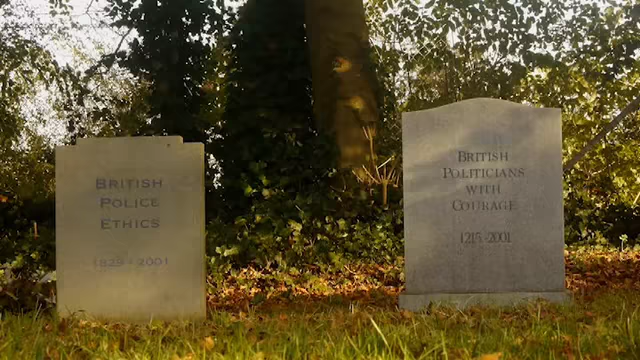 BRITISH
POLICE
ETHICS
1829 - 2001
BRITISH
POLITICIANS
WITH
COURAGE
1215-2001